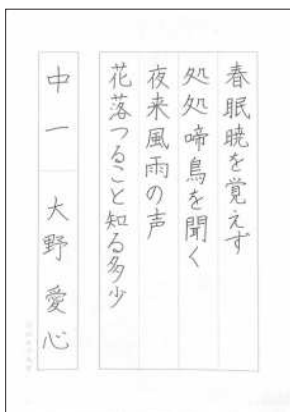 春眠暁を覚えず
処処啼鳥を聞く
夜来風雨の声
花落つること知る多少
中一 大野愛心